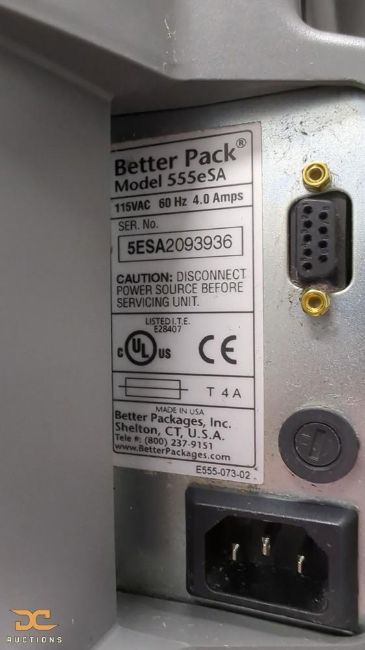 Better Pack®
Model 555eSA
115VAC 60 Hz 4.0 Amps
SER. No.
5ESA2093936
CAUTION: DISCONNECT
POWER SOURCE BEFORE
SERVICING UNIT.
LISTED I.T.E.
E28407
C UL US CE
T 4 A
MADE IN USA
Better Packages, Inc.
Shelton, CT, U.S.A.
Tele #: (800) 237-9151
www.BetterPackages.com
E555-073-02
DC
AUCTIONS